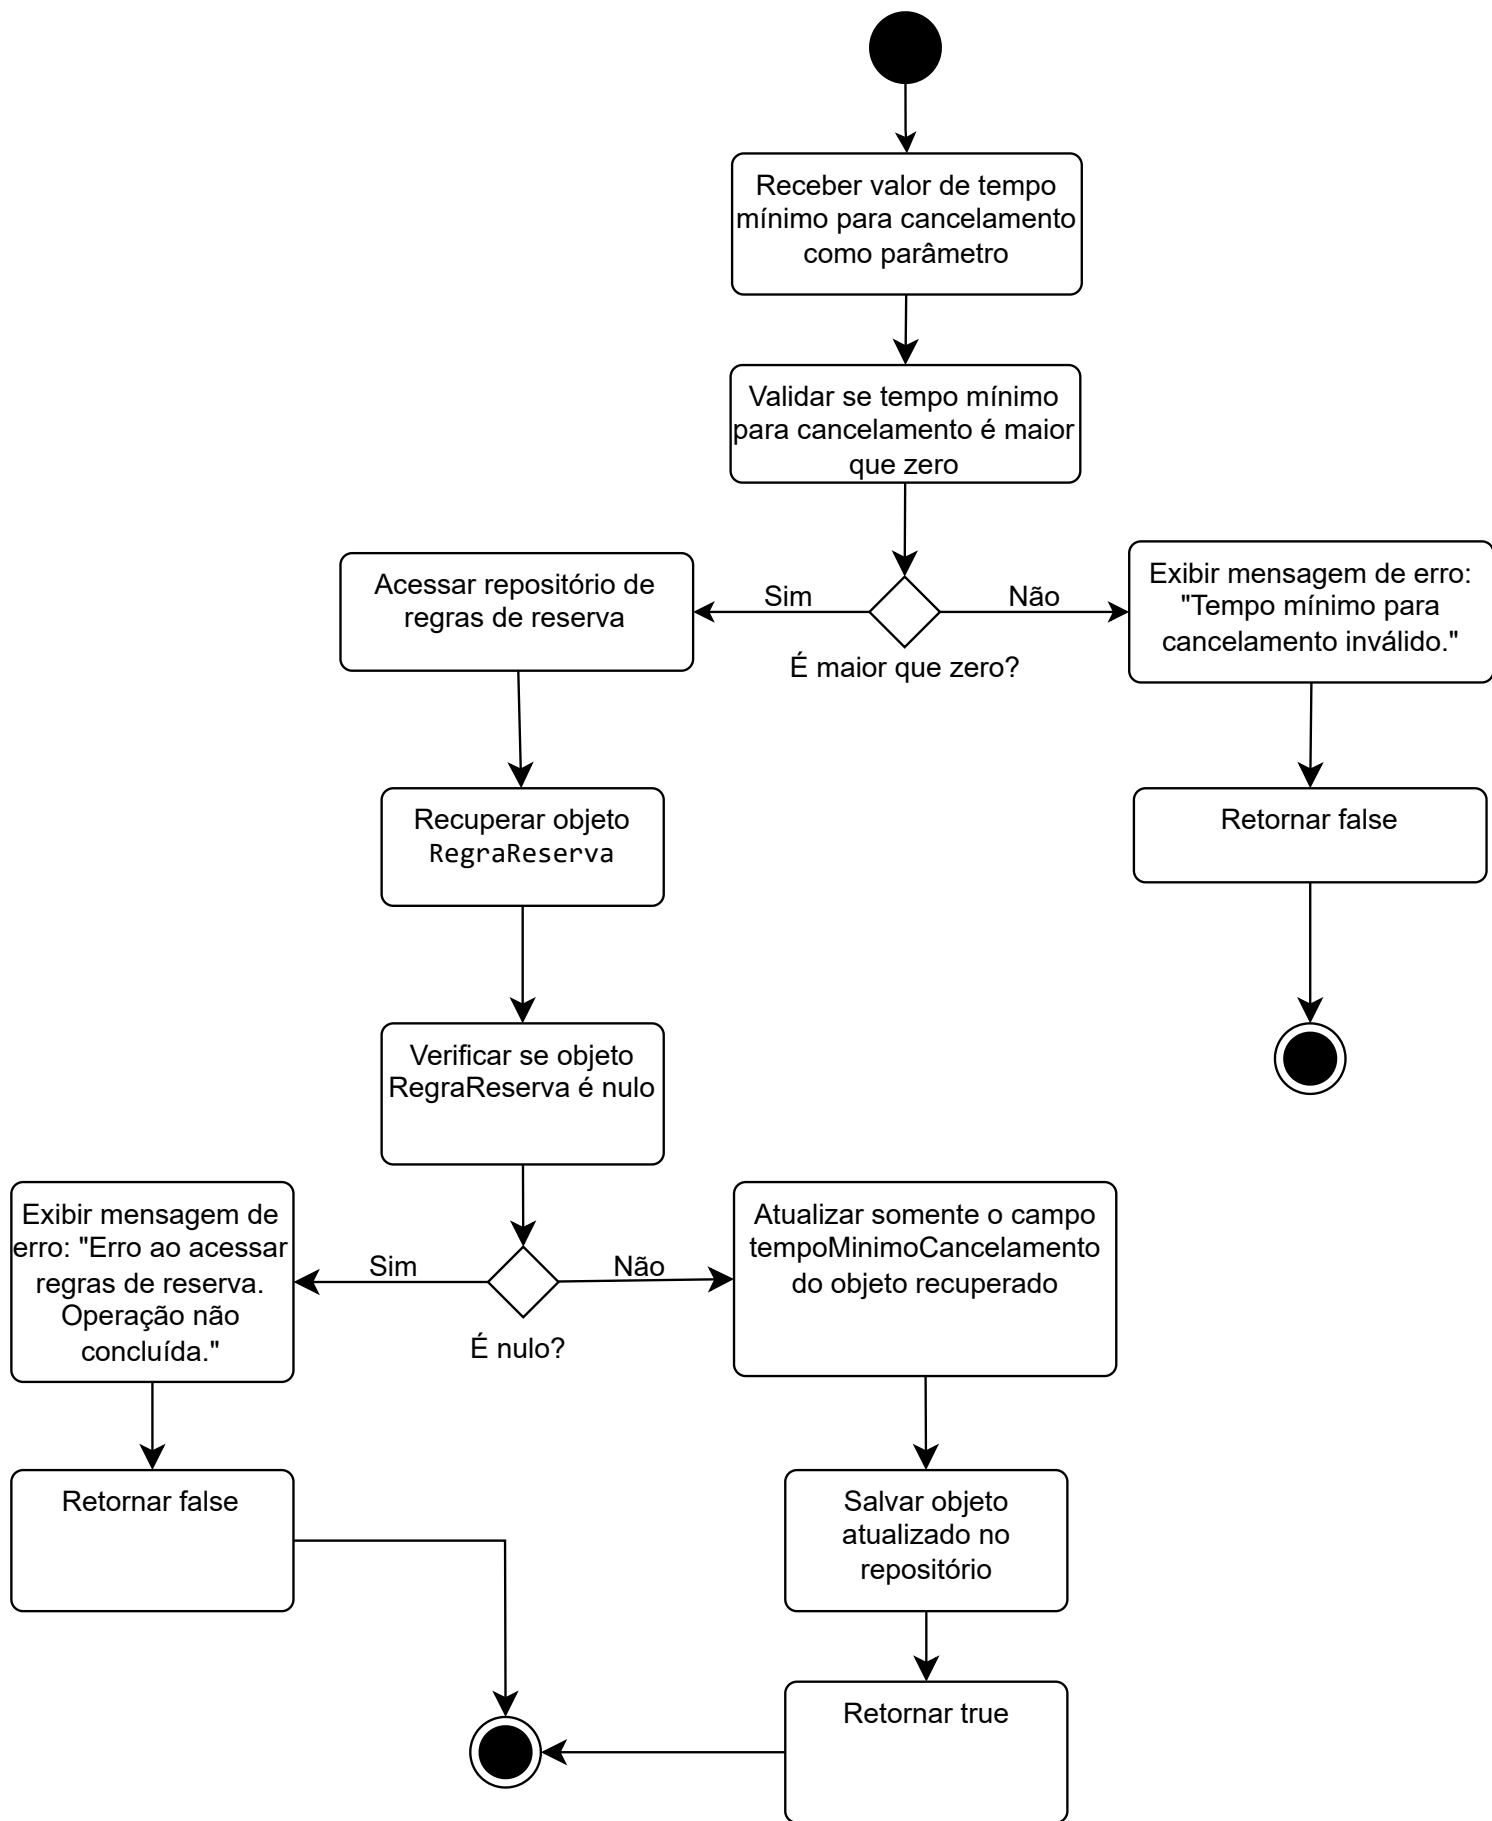 Receber valor de tempo
mínimo para cancelamento
como parâmetro
Validar se tempo mínimo
para cancelamento é maior
que zero
Acessar repositório de
regras de reserva
Sim
Não
É maior que zero?
Exibir mensagem de erro:
"Tempo mínimo para
cancelamento inválido."
Recuperar objeto
RegraReserva
Retornar false
Verificar se objeto
RegraReserva é nulo
Exibir mensagem de
erro: "Erro ao acessar
regras de reserva.
Operação não
concluída."
Sim
Não
É nulo?
Atualizar somente o campo
tempoMinimoCancelamento
do objeto recuperado
Retornar false
Salvar objeto
atualizado no
repositório
Retornar true